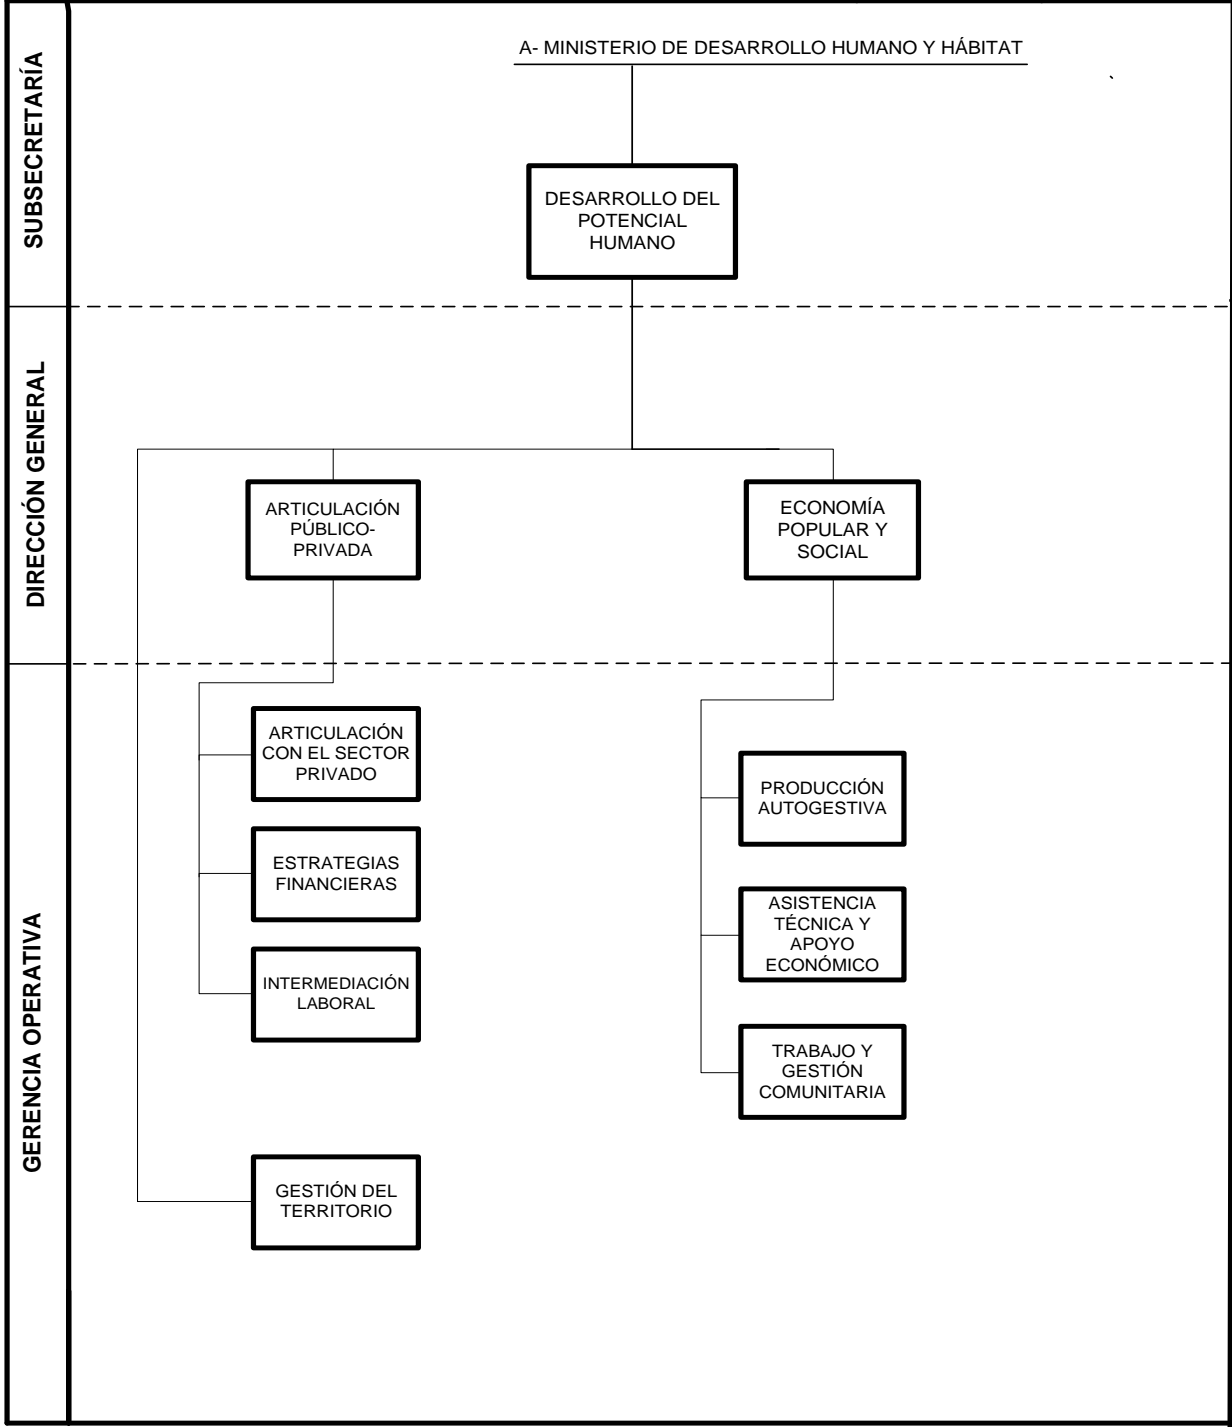 A- MINISTERIO DE DESARROLLO HUMANO Y HÁBITAT
SUBSECRETARÍA
DESARROLLO DEL
POTENCIAL
HUMANO
DIRECCIÓN GENERAL
ARTICULACIÓN
PÚBLICO-
PRIVADA
ECONOMÍA
POPULAR Y
SOCIAL
GERENCIA OPERATIVA
ARTICULACIÓN
CON EL SECTOR
PRIVADO
ESTRATEGIAS
FINANCIERAS
INTERMEDIACIÓN
LABORAL
GESTIÓN DEL
TERRITORIO
PRODUCCIÓN
AUTOGESTIVA
ASISTENCIA
TÉCNICA Y
APOYO
ECONÓMICO
TRABAJO Y
GESTIÓN
COMUNITARIA